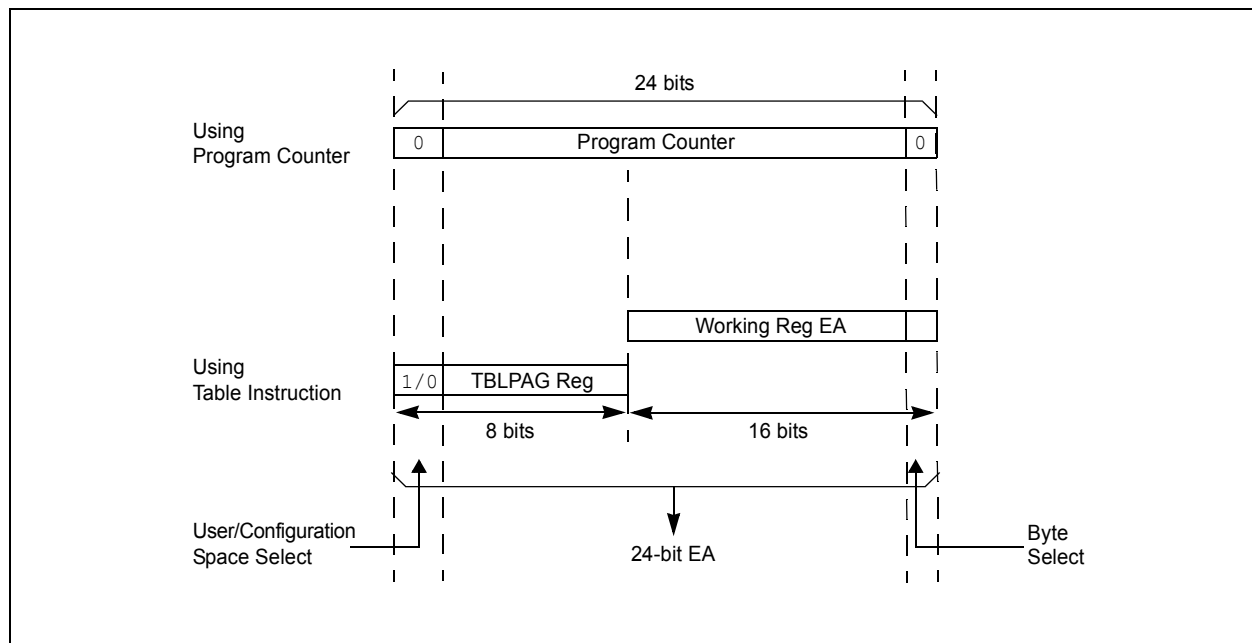 24 bits
Using
Program Counter
0
Program Counter
0
Working Reg EA
Using
Table Instruction
1/0
TBLPAG Reg
8 bits
16 bits
User/Configuration
Space Select
24-bit EA
Byte
Select